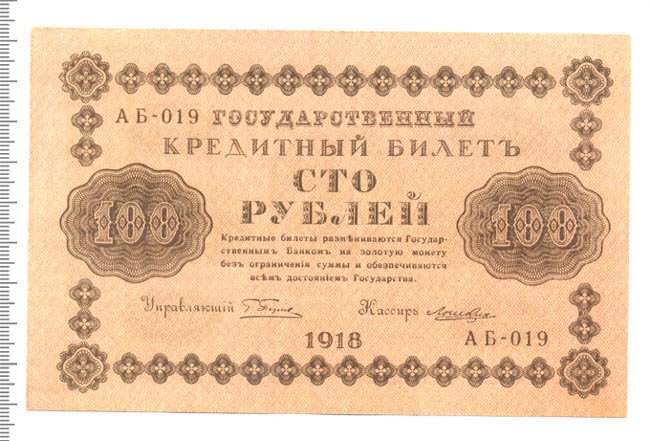 АБ-019 ГОСУДАРСТВЕННЫЙ
КРЕДИТНЫЙ БИЛЕТЪ
СТО
РУБЛЕЙ
100
100
Кредитные билеты размѣниваются Государ-
ственнымъ Банкомъ на золотую монету
безъ ограниченія суммы и обезпечиваются
всѣмъ достояніемъ Государства.
Управляющій
Кассиръ
1918
АБ-019